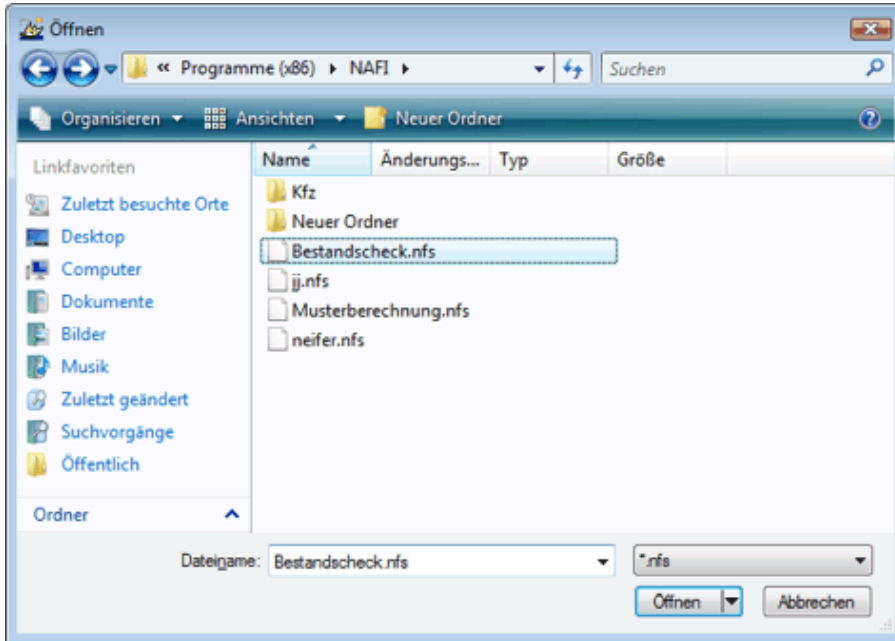 Öffnen
« Programme (x86) ▸ NAFI ▸ Suchen
Organisieren Ansichten Neuer Ordner
Linkfavoriten
Zuletzt besuchte Orte
Desktop
Computer
Dokumente
Bilder
Musik
Zuletzt geändert
Suchvorgänge
Öffentlich
Ordner
Name Änderungs... Typ Größe
Kfz
Neuer Ordner
Bestandscheck.nfs
jj.nfs
Musterberechnung.nfs
neifer.nfs
Dateiname: Bestandscheck.nfs *.nfs
Öffnen Abbrechen